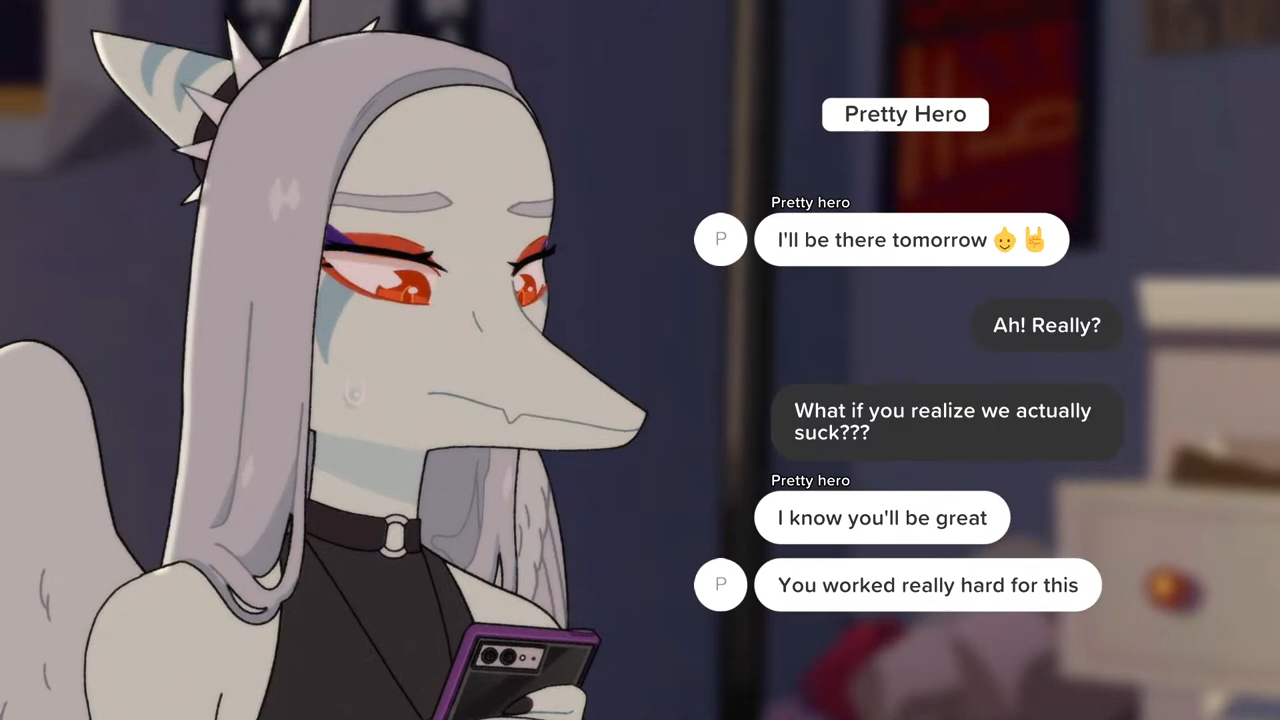 Pretty Hero
Pretty hero
P
I'll be there tomorrow 🙂 🤘
Ah! Really?
What if you realize we actually
suck???
Pretty hero
I know you'll be great
P
You worked really hard for this